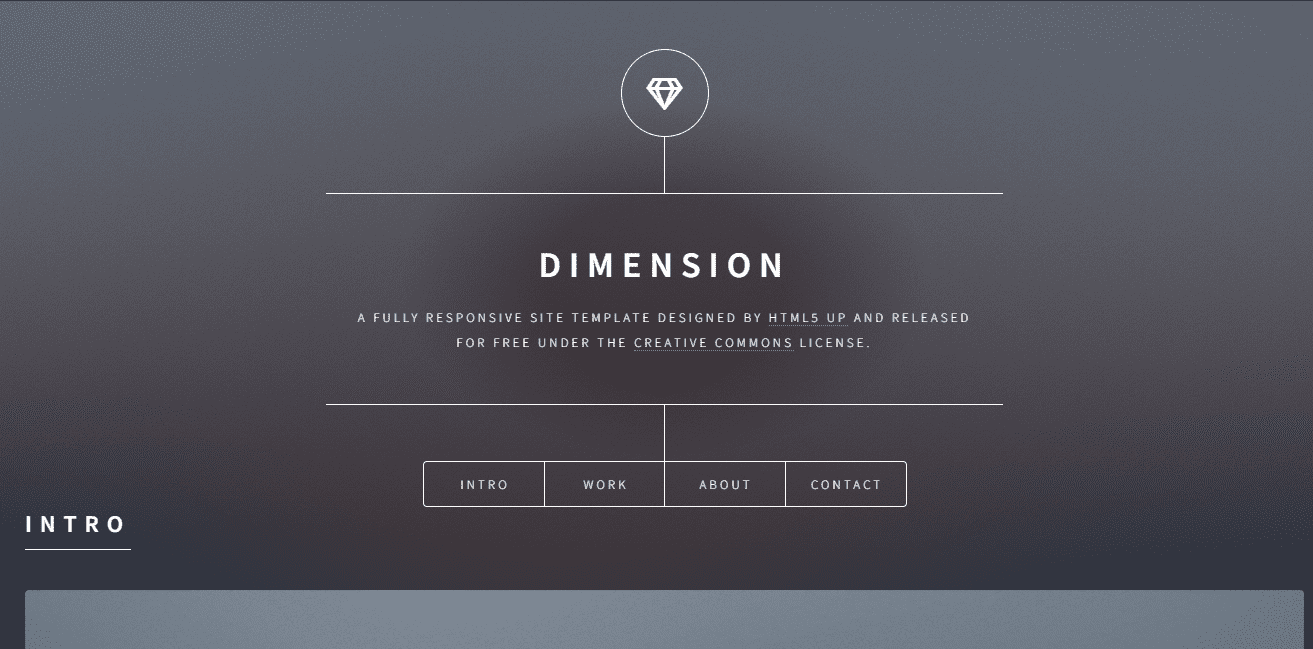 DIMENSION
A FULLY RESPONSIVE SITE TEMPLATE DESIGNED BY HTML5 UP AND RELEASED
FOR FREE UNDER THE CREATIVE COMMONS LICENSE.
INTRO WORK ABOUT CONTACT
INTRO